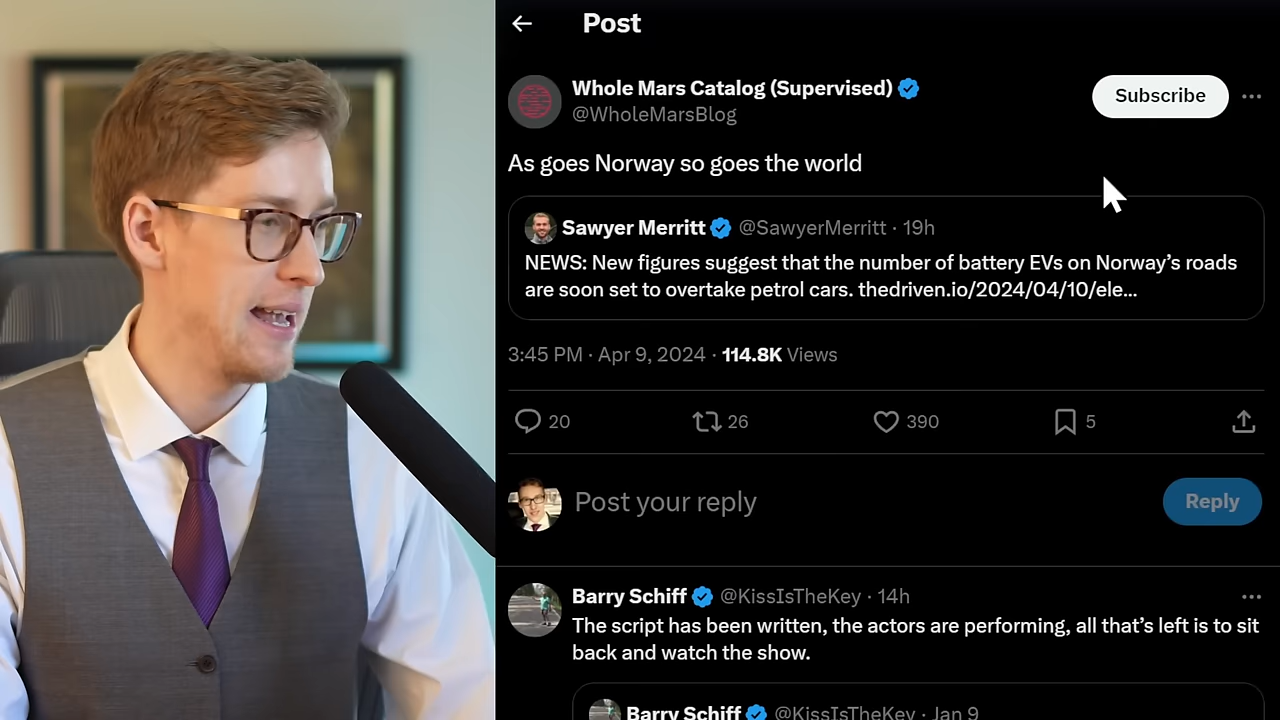 Post
Whole Mars Catalog (Supervised)
@WholeMarsBlog
Subscribe
As goes Norway so goes the world
Sawyer Merritt @SawyerMerritt · 19h
NEWS: New figures suggest that the number of battery EVs on Norway’s roads
are soon set to overtake petrol cars. thedriven.io/2024/04/10/ele…
3:45 PM · Apr 9, 2024 · 114.8K Views
20 26 390 5
Post your reply
Reply
Barry Schiff @KissIsTheKey · 14h
The script has been written, the actors are performing, all that’s left is to sit
back and watch the show.
Barry Schiff @KissIsTheKey · Jan 9